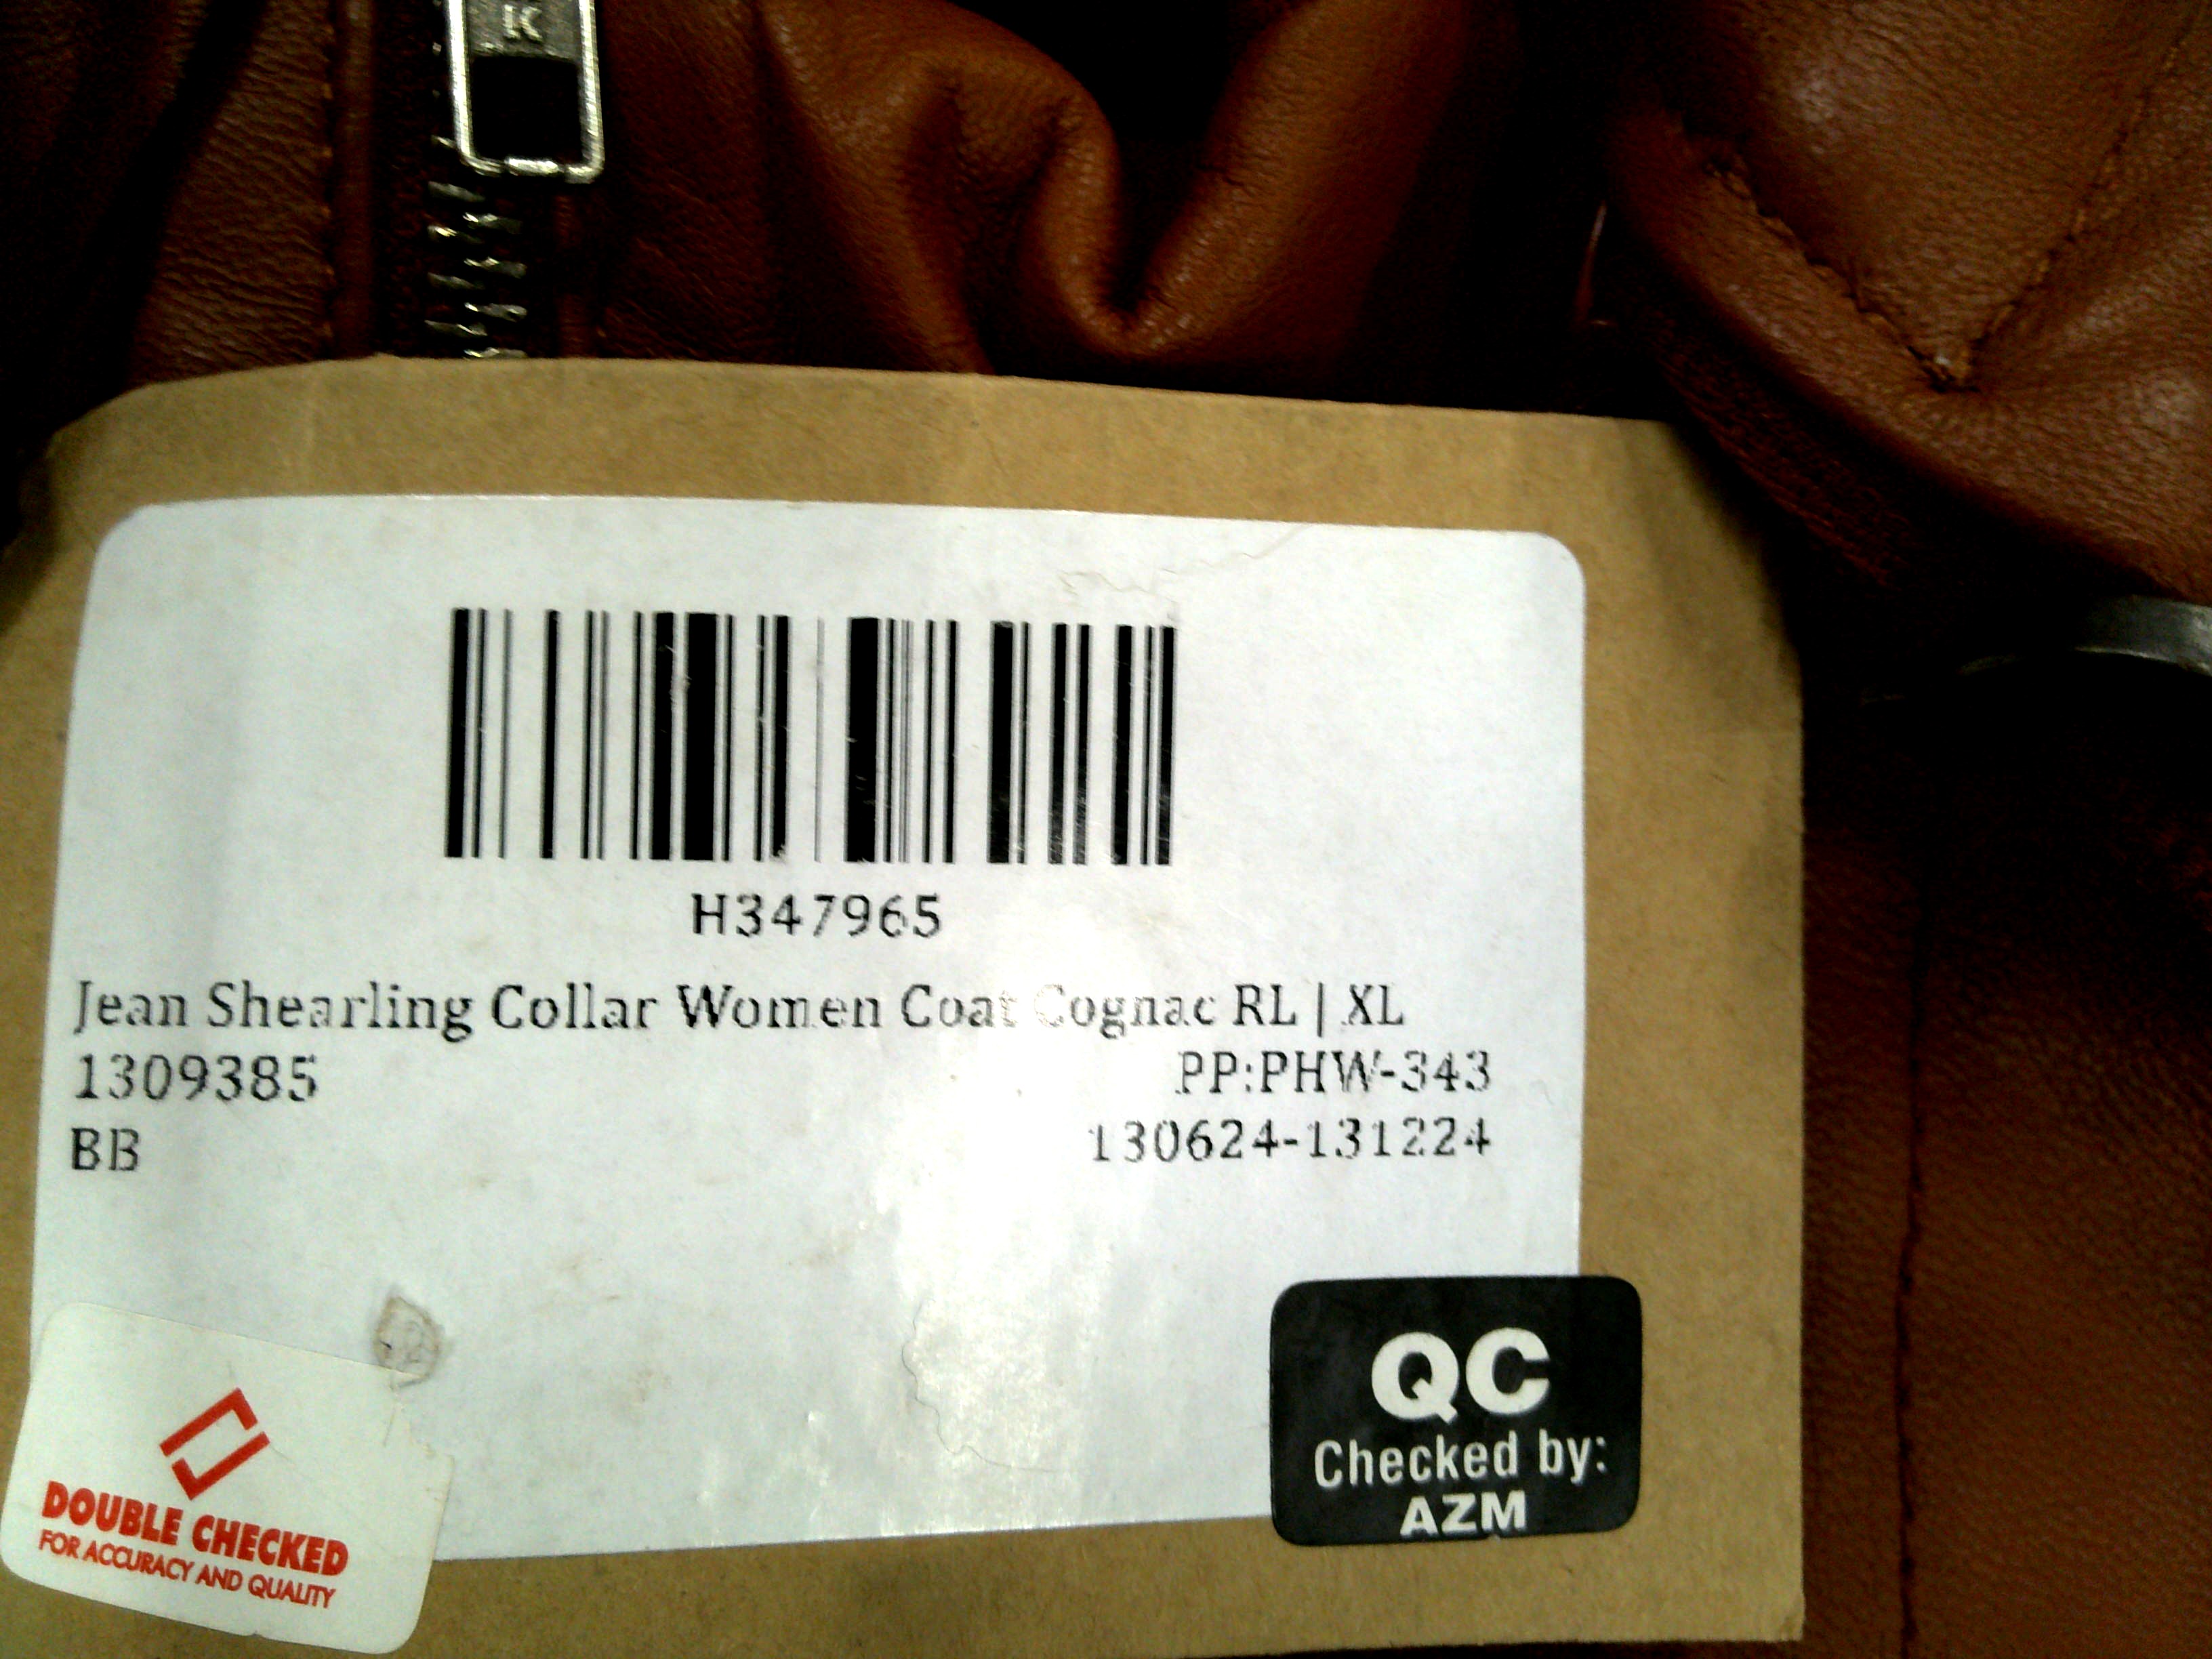 K
H347965
Jean Shearling Collar Women Coat Cognac RL | XL
1309385 PP:PHW-343
BB 130624-131224
QC
Checked by:
AZM
DOUBLE CHECKED
FOR ACCURACY AND QUALITY